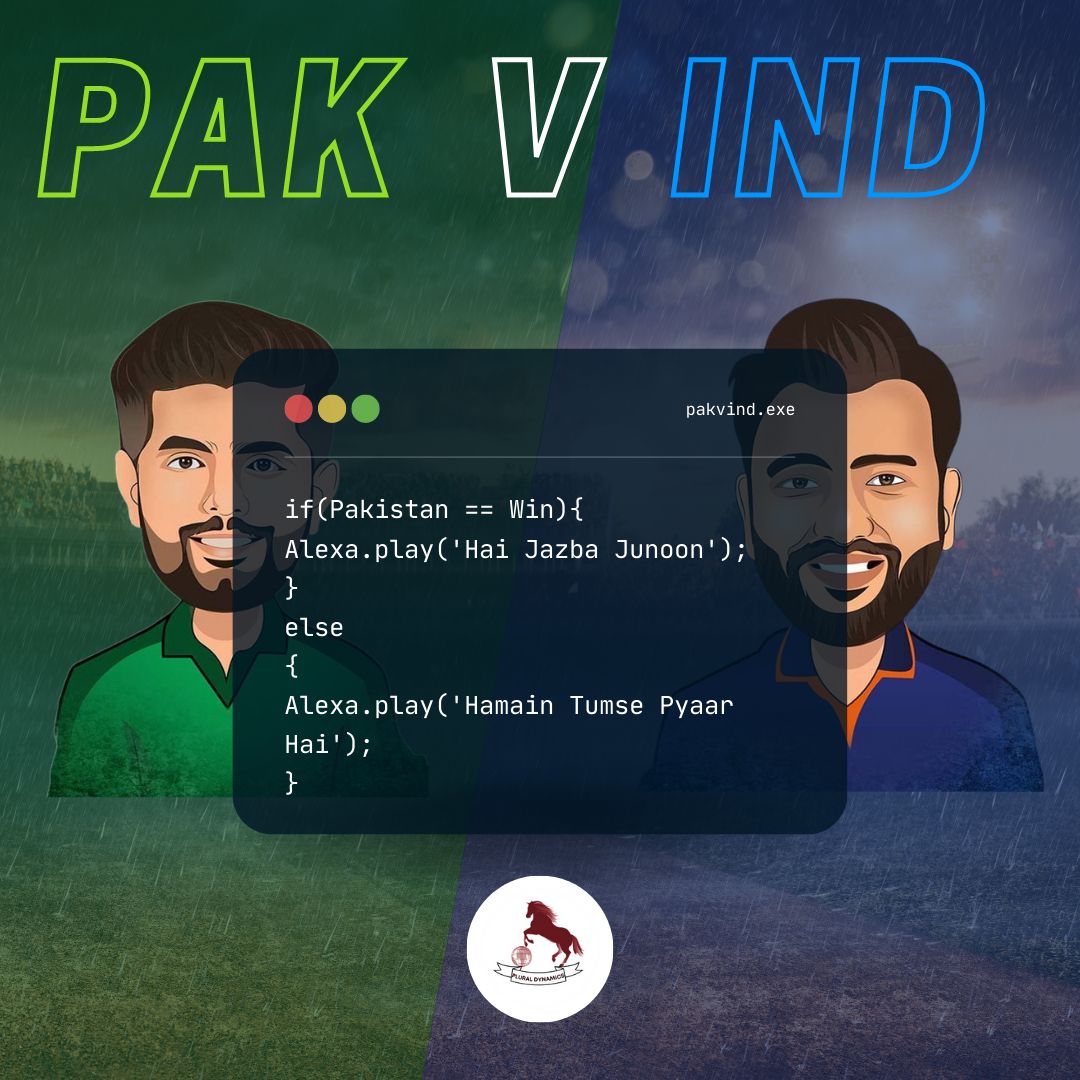 PAK V IND
pakvind.exe
if(Pakistan == Win){
Alexa.play('Hai Jazba Junoon');
}
else
{
Alexa.play('Hamain Tumse Pyaar
Hai');
}
PLURAL DYNAMICS